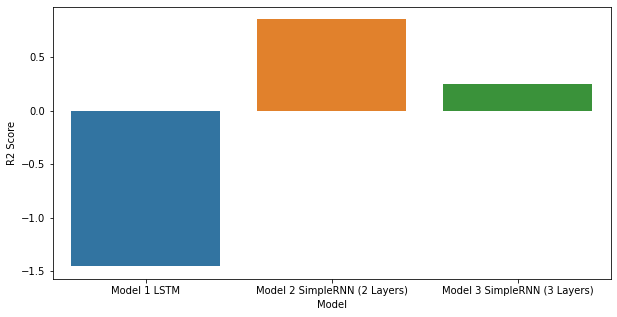 R2 Score
0.5
0.0
−0.5
−1.0
−1.5
Model 1 LSTM
Model 2 SimpleRNN (2 Layers)
Model 3 SimpleRNN (3 Layers)
Model